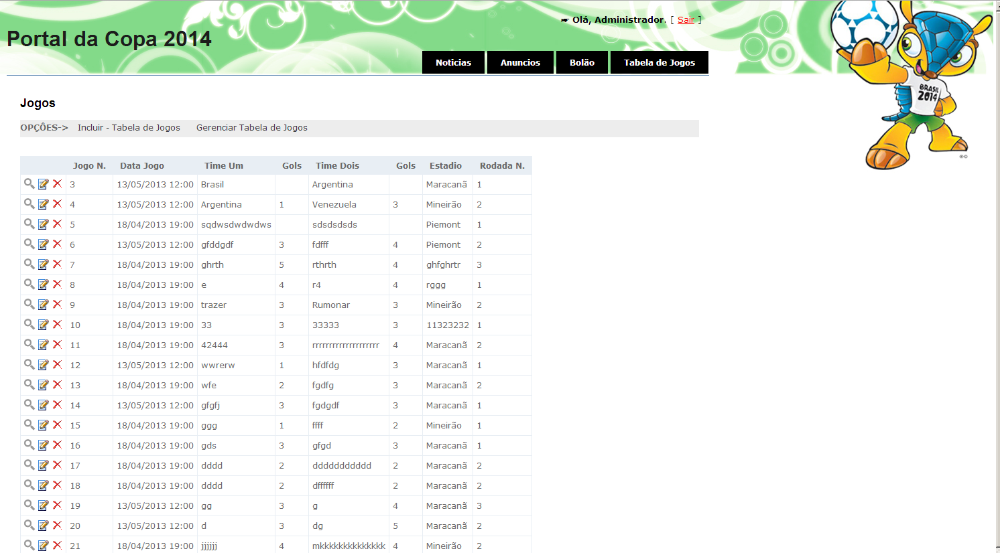 Olá, Administrador. [ Sair ]
Portal da Copa 2014
Noticias Anuncios Bolão Tabela de Jogos
BRASIL
2014
Jogos
OPÇÔES-> Incluir - Tabela de Jogos Gerenciar Tabela de Jogos
Jogo N. Data Jogo Time Um Gols Time Dois Gols Estadio Rodada N.
3 13/05/2013 12:00 Brasil Argentina Maracanã 1
4 13/05/2013 12:00 Argentina 1 Venezuela 3 Mineirão 2
5 18/04/2013 19:00 sqdwsdwdwdws sdsdsdsds Piemont 1
6 13/05/2013 12:00 gfddgdf 3 fdfff 4 Piemont 2
7 18/04/2013 19:00 ghrth 5 rthrth 4 ghfghrtr 3
8 18/04/2013 19:00 e 4 r4 4 rggg 1
9 18/04/2013 19:00 trazer 3 Rumonar 3 Mineirão 2
10 18/04/2013 19:00 33 3 33333 3 11323232 1
11 18/04/2013 19:00 42444 3 rrrrrrrrrrrrrrrrrrrr 4 Maracanã 2
12 13/05/2013 12:00 wwrerw 1 hfdfdg 3 Maracanã 1
13 18/04/2013 19:00 wfe 2 fgdfg 3 Maracanã 2
14 13/05/2013 12:00 gfgfj 3 fgdgdf 3 Maracanã 1
15 18/04/2013 19:00 ggg 1 ffff 2 Mineirão 1
16 18/04/2013 19:00 gds 3 gfgd 3 Maracanã 1
17 18/04/2013 19:00 dddd 2 ddddddddddd 2 Maracanã 2
18 18/04/2013 19:00 dddd 2 dffffff 2 Maracanã 2
19 13/05/2013 12:00 gg 3 g 4 Maracanã 3
20 13/05/2013 12:00 d 3 dg 5 Maracanã 2
21 18/04/2013 19:00 jjjjjjj 4 mkkkkkkkkkkkkkk 4 Mineirão 2